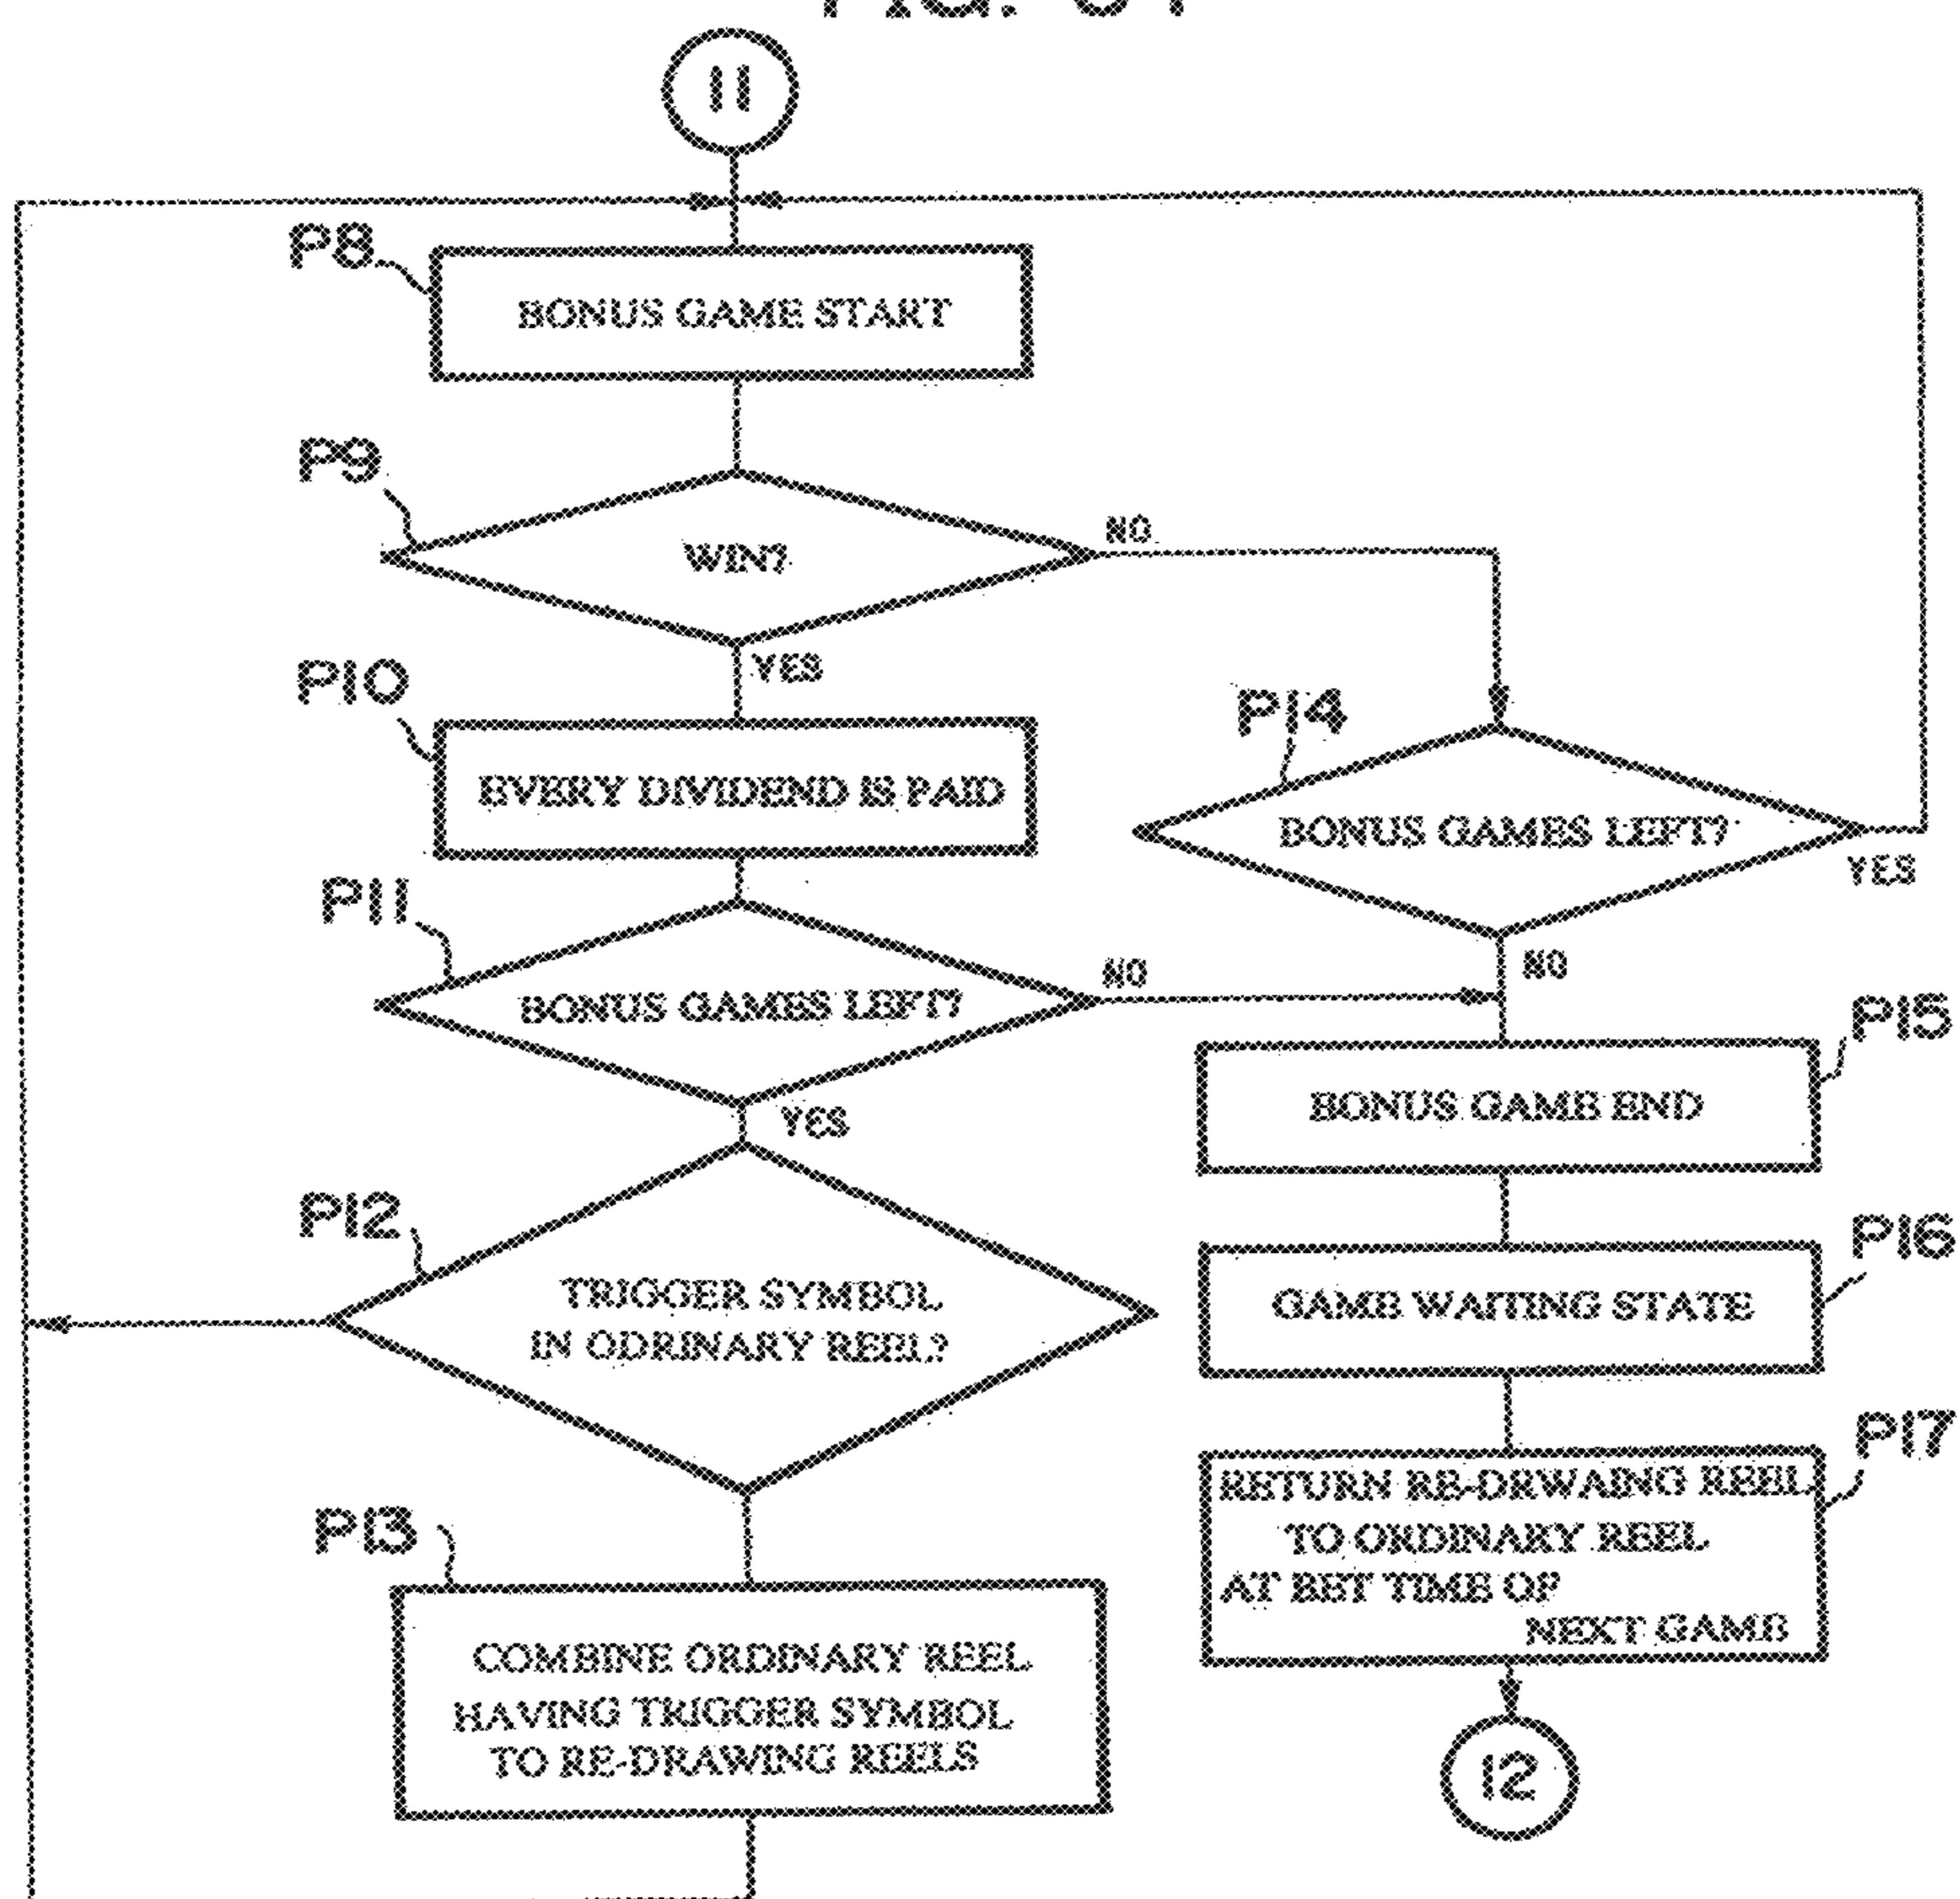 11
P8
BONUS GAME START
P9
WIN?
NO
YES
P10
EVERY DIVIDEND IS PAID
P14
BONUS GAMES LEFT?
YES
NO
P11
BONUS GAMES LEFT?
NO
YES
P15
BONUS GAME END
P12
TRIGGER SYMBOL
IN ODRINARY REEL?
P16
GAME WAITING STATE
P17
RETURN RE-DRWAING REEL
TO ORDINARY REEL
AT BET TIME OF
NEXT GAME
P13
COMBINE ORDINARY REEL
HAVING TRIGGER SYMBOL
TO RE-DRAWING REELS
12